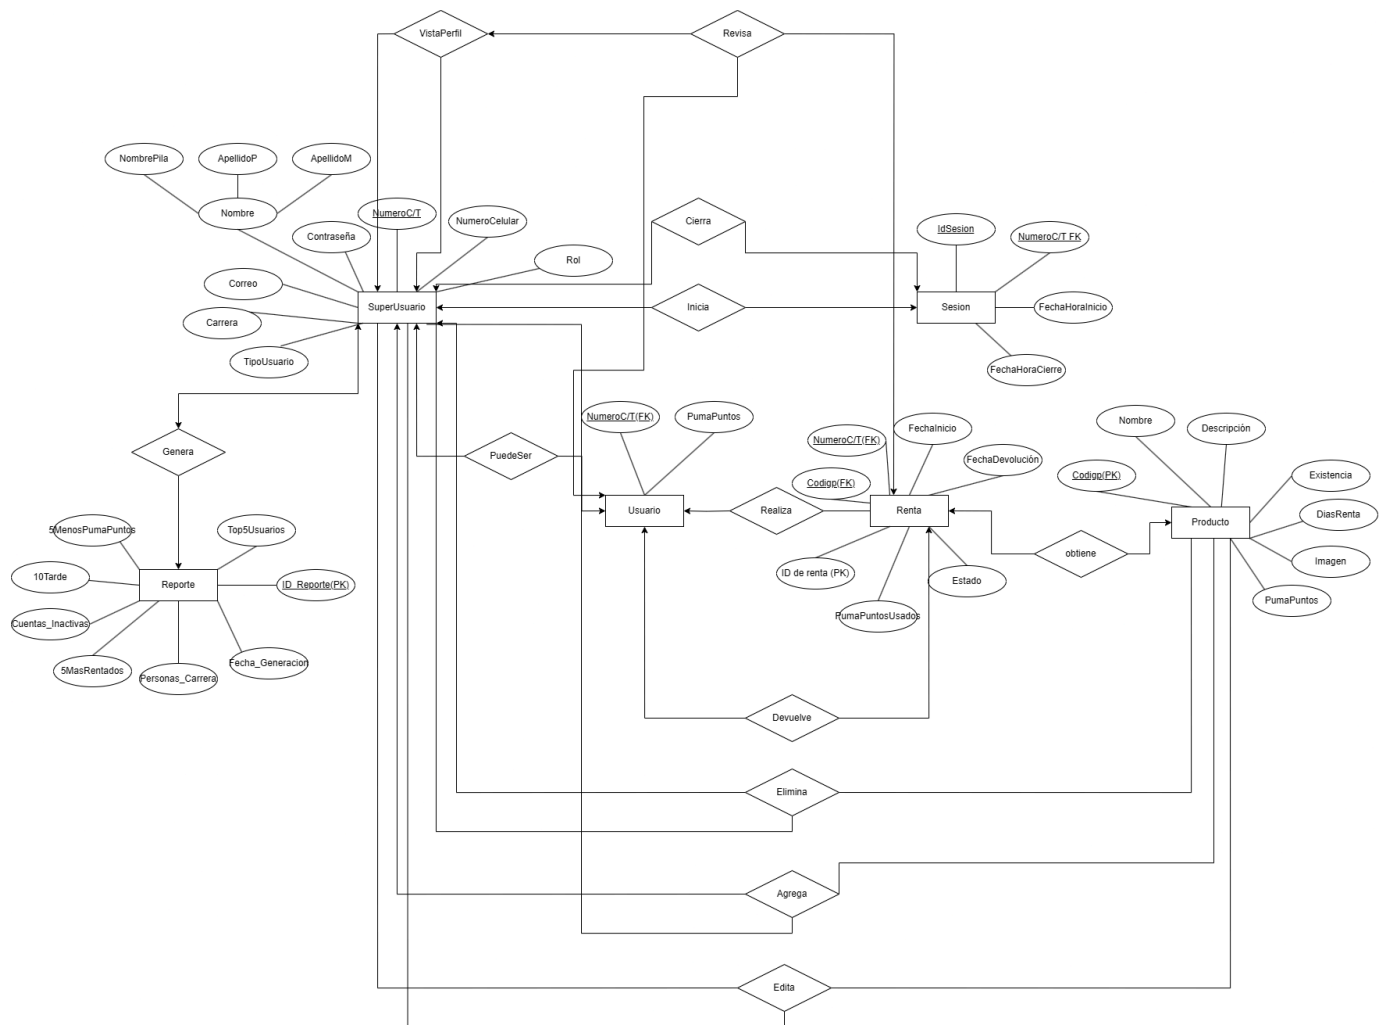 VistaPerfil
Revisa
NombrePila
ApellidoP
ApellidoM
Nombre
NumeroC/T
NumeroCelular
Cierra
Contraseña
IdSesion
NumeroC/T FK
Rol
Correo
SuperUsuario
Inicia
Sesion
FechaHoraInicio
Carrera
TipoUsuario
FechaHoraCierre
NumeroC/T(FK)
PumaPuntos
FechaInicio
Nombre
Descripción
Genera
PuedeSer
NumeroC/T(FK)
FechaDevolución
Codigp(FK)
Codigp(PK)
Existencia
Usuario
Realiza
Renta
Producto
DiasRenta
5MenosPumaPuntos
Top5Usuarios
obtiene
Imagen
10Tarde
Reporte
ID_Reporte(PK)
ID de renta (PK)
Estado
PumaPuntos
Cuentas_Inactivas
PumaPuntosUsados
5MasRentados
Personas_Carrera
Fecha_Generacion
Devuelve
Elimina
Agrega
Edita